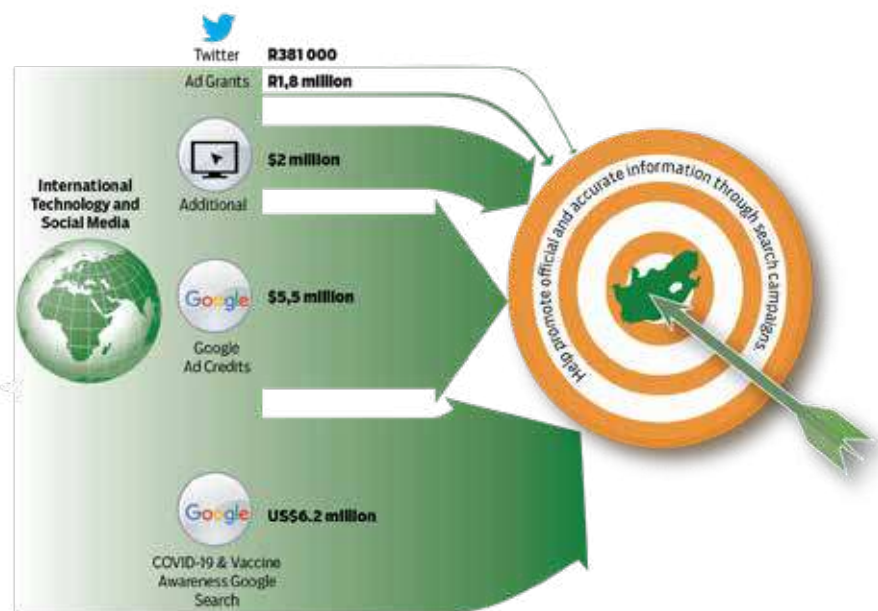 Twitter R381 000
Ad Grants R1,8 million
$2 million
Additional
International
Technology and
Social Media
Google
$5,5 million
Google
Ad Credits
Google
US$6.2 million
COVID-19 & Vaccine
Awareness Google
Search
Help promote official and accurate information through search campaigns.